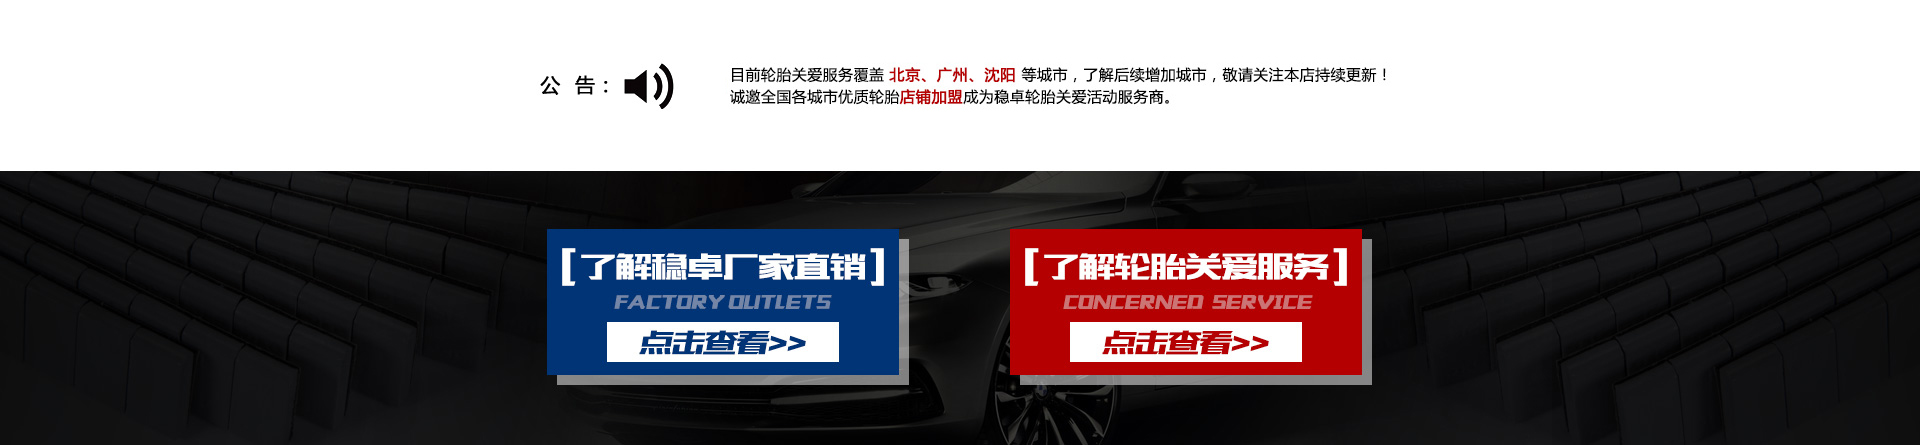 公 告：
目前轮胎关爱服务覆盖 北京、广州、沈阳 等城市，了解后续增加城市，敬请关注本店持续更新！
诚邀全国各城市优质轮胎店铺加盟成为稳卓轮胎关爱活动服务商。
[了解稳卓厂家直销]
FACTORY OUTLETS
点击查看>>
[了解轮胎关爱服务]
CONCERNED SERVICE
点击查看>>